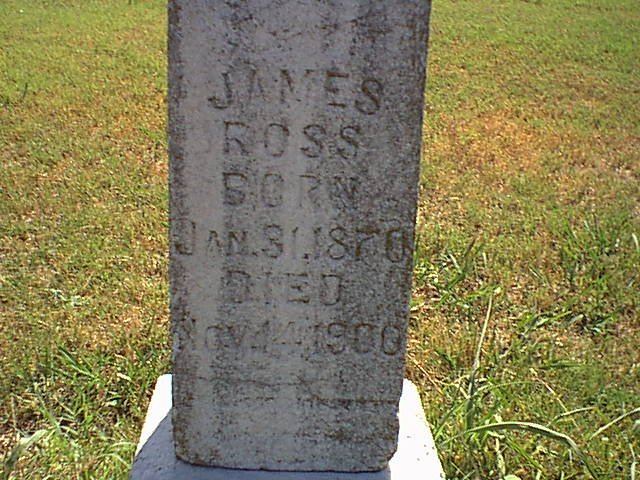 JAMES
ROSS
BORN
JAN. 31, 1870
DIED
NOV. 14, 1900